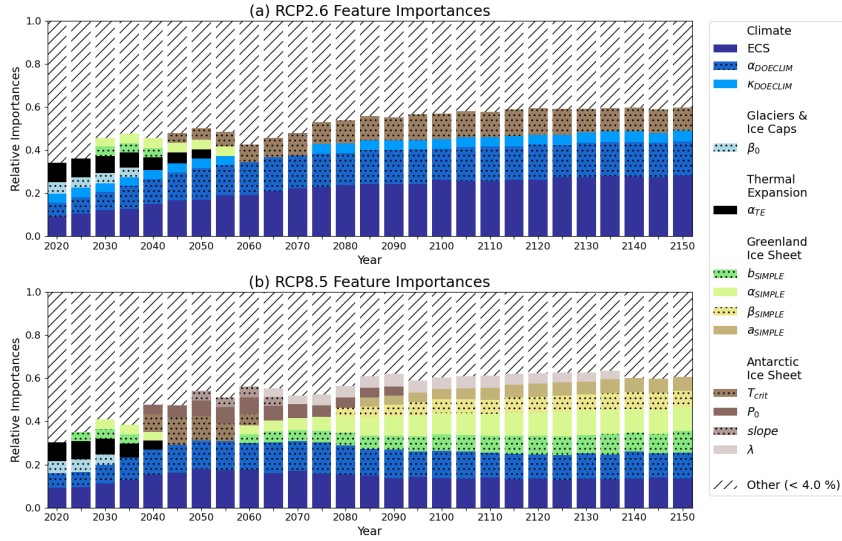 (a) RCP2.6 Feature Importances
1.0
0.8
0.6
0.4
0.2
0.0
Relative Importances
2020 2030 2040 2050 2060 2070 2080 2090 2100 2110 2120 2130 2140 2150
Year
(b) RCP8.5 Feature Importances
1.0
0.8
0.6
0.4
0.2
0.0
Relative Importances
2020 2030 2040 2050 2060 2070 2080 2090 2100 2110 2120 2130 2140 2150
Year
Climate
ECS
α_DOECLIM
κ_DOECLIM
Glaciers &
Ice Caps
β₀
Thermal
Expansion
α_TE
Greenland
Ice Sheet
b_SIMPLE
α_SIMPLE
β_SIMPLE
a_SIMPLE
Antarctic
Ice Sheet
T_crit
P₀
slope
λ
Other (< 4.0 %)